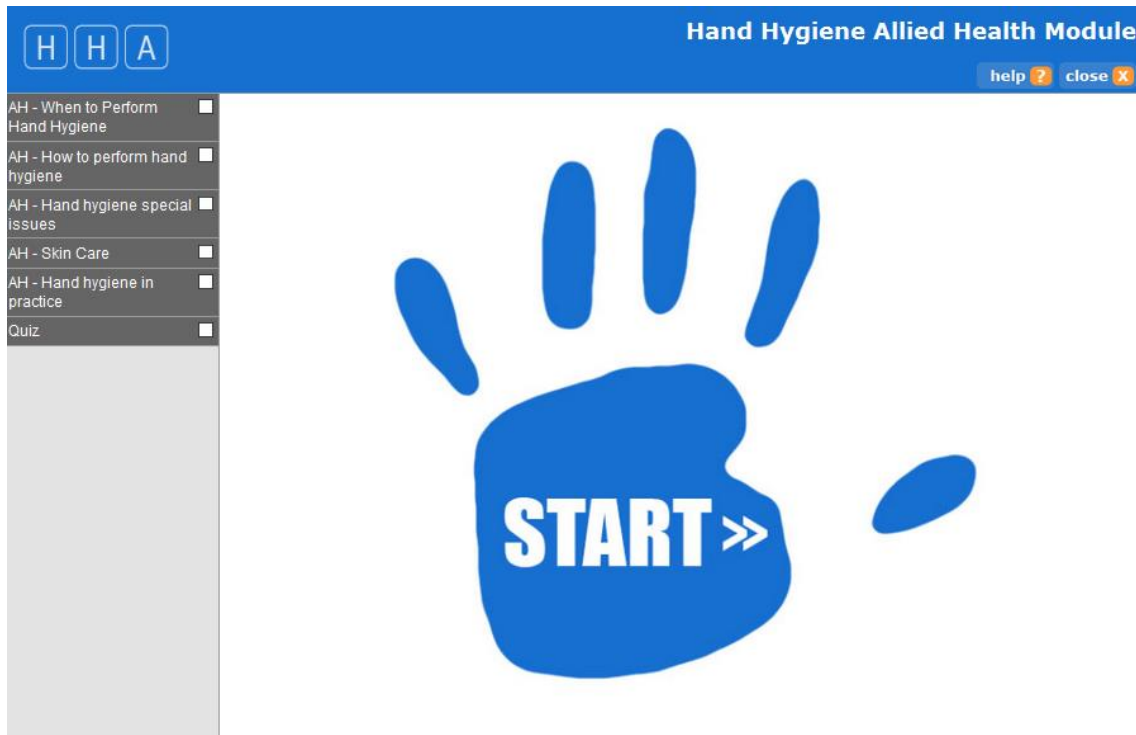 HHA
Hand Hygiene Allied Health Module
help ? close X
AH - When to Perform
Hand Hygiene
AH - How to perform hand
hygiene
AH - Hand hygiene special
issues
AH - Skin Care
AH - Hand hygiene in
practice
Quiz
START »